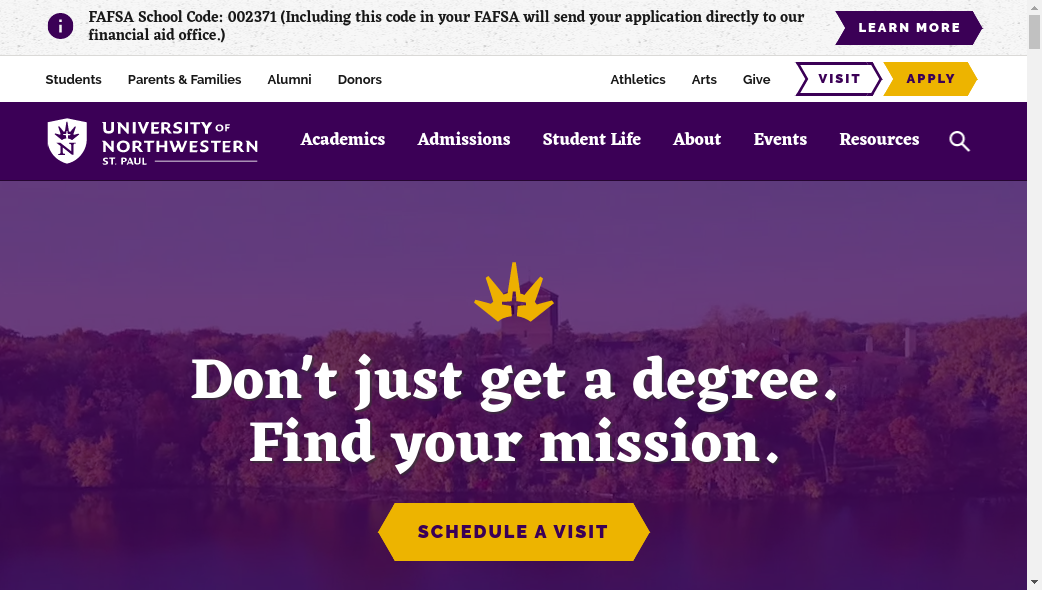 FAFSA School Code: 002371 (Including this code in your FAFSA will send your application directly to our
financial aid office.)
LEARN MORE
Students Parents & Families Alumni Donors Athletics Arts Give VISIT APPLY
UNIVERSITY OF
NORTHWESTERN
ST. PAUL
Academics Admissions Student Life About Events Resources
Don't just get a degree.
Find your mission.
SCHEDULE A VISIT